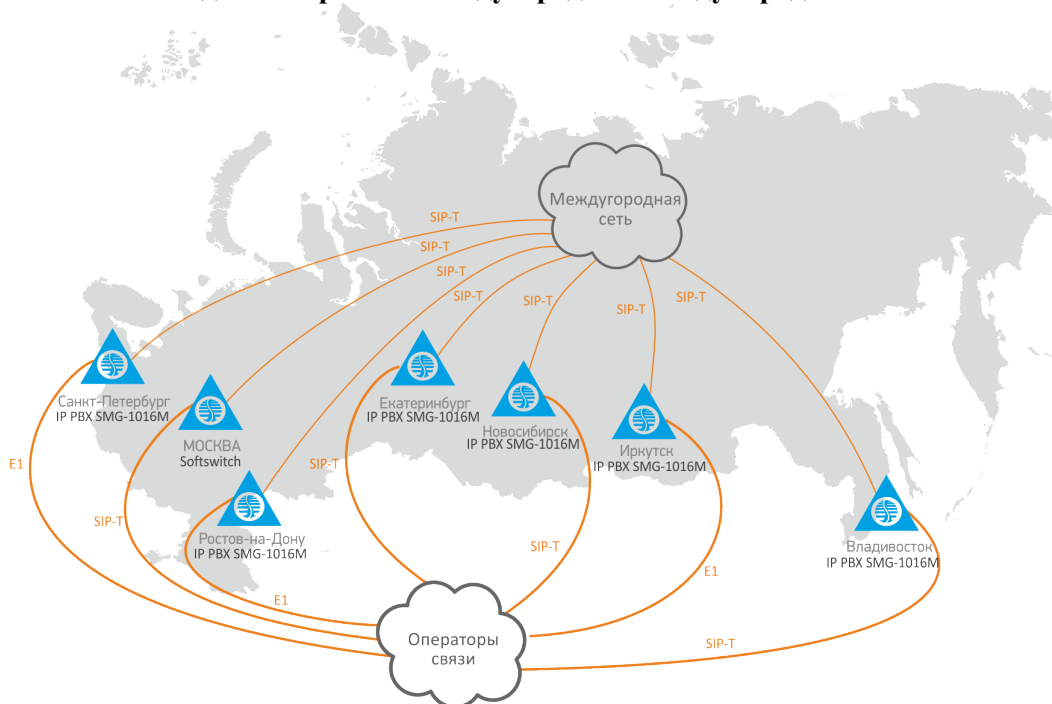 Междугородная
сеть
SIP-T
SIP-T
SIP-T
SIP-T
SIP-T
SIP-T
SIP-T
Санкт-Петербург
IP PBX SMG-1016M
МОСКВА
Softswitch
Ростов-на-Дону
IP PBX SMG-1016M
Екатеринбург
IP PBX SMG-1016M
Новосибирск
IP PBX SMG-1016M
Иркутск
IP PBX SMG-1016M
Владивосток
IP PBX SMG-1016M
E1
SIP-T
E1
SIP-T
SIP-T
E1
SIP-T
Операторы
связи